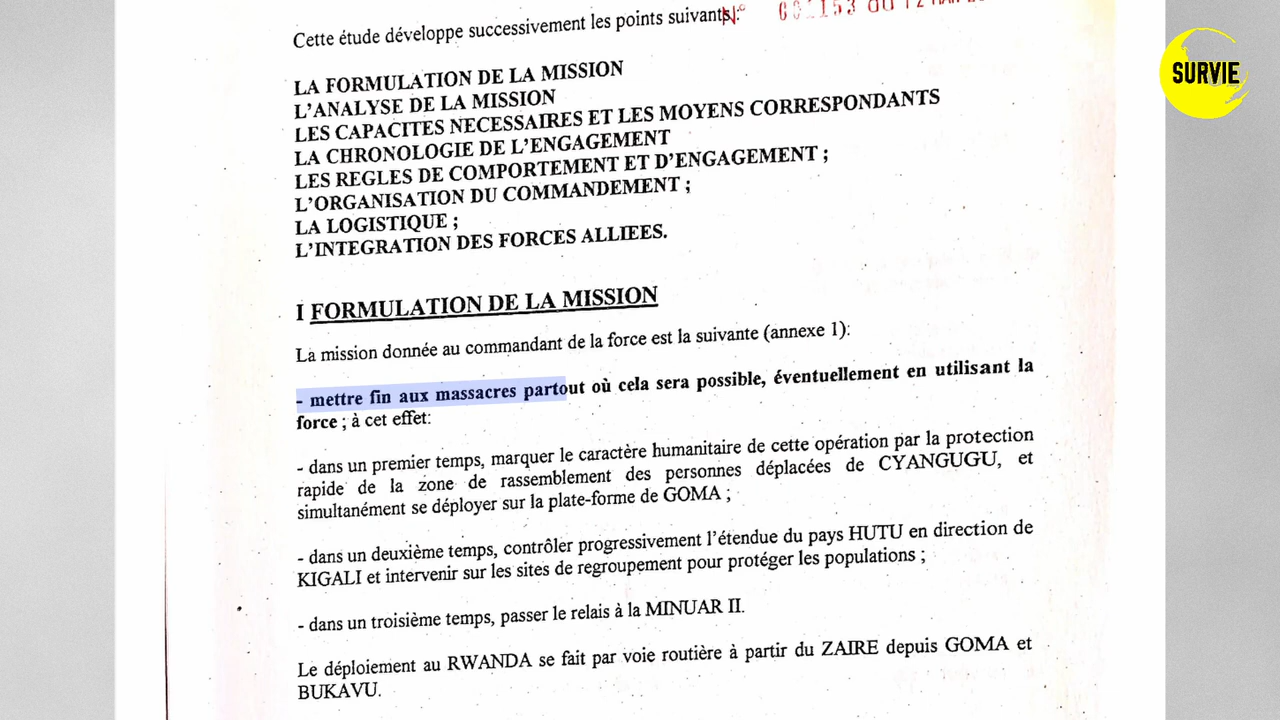 Cette étude développe successivement les points suivants:
N°
SURVIE
LA FORMULATION DE LA MISSION
L'ANALYSE DE LA MISSION
LES CAPACITES NECESSAIRES ET LES MOYENS CORRESPONDANTS
LA CHRONOLOGIE DE L'ENGAGEMENT
LES REGLES DE COMPORTEMENT ET D'ENGAGEMENT ;
L'ORGANISATION DU COMMANDEMENT ;
LA LOGISTIQUE ;
L'INTEGRATION DES FORCES ALLIEES.
I FORMULATION DE LA MISSION
La mission donnée au commandant de la force est la suivante (annexe 1):
- mettre fin aux massacres partout où cela sera possible, éventuellement en utilisant la
force ; à cet effet:
- dans un premier temps, marquer le caractère humanitaire de cette opération par la protection
rapide de la zone de rassemblement des personnes déplacées de CYANGUGU, et
simultanément se déployer sur la plate-forme de GOMA ;
- dans un deuxième temps, contrôler progressivement l'étendue du pays HUTU en direction de
KIGALI et intervenir sur les sites de regroupement pour protéger les populations ;
- dans un troisième temps, passer le relais à la MINUAR II.
Le déploiement au RWANDA se fait par voie routière à partir du ZAIRE depuis GOMA et
BUKAVU.